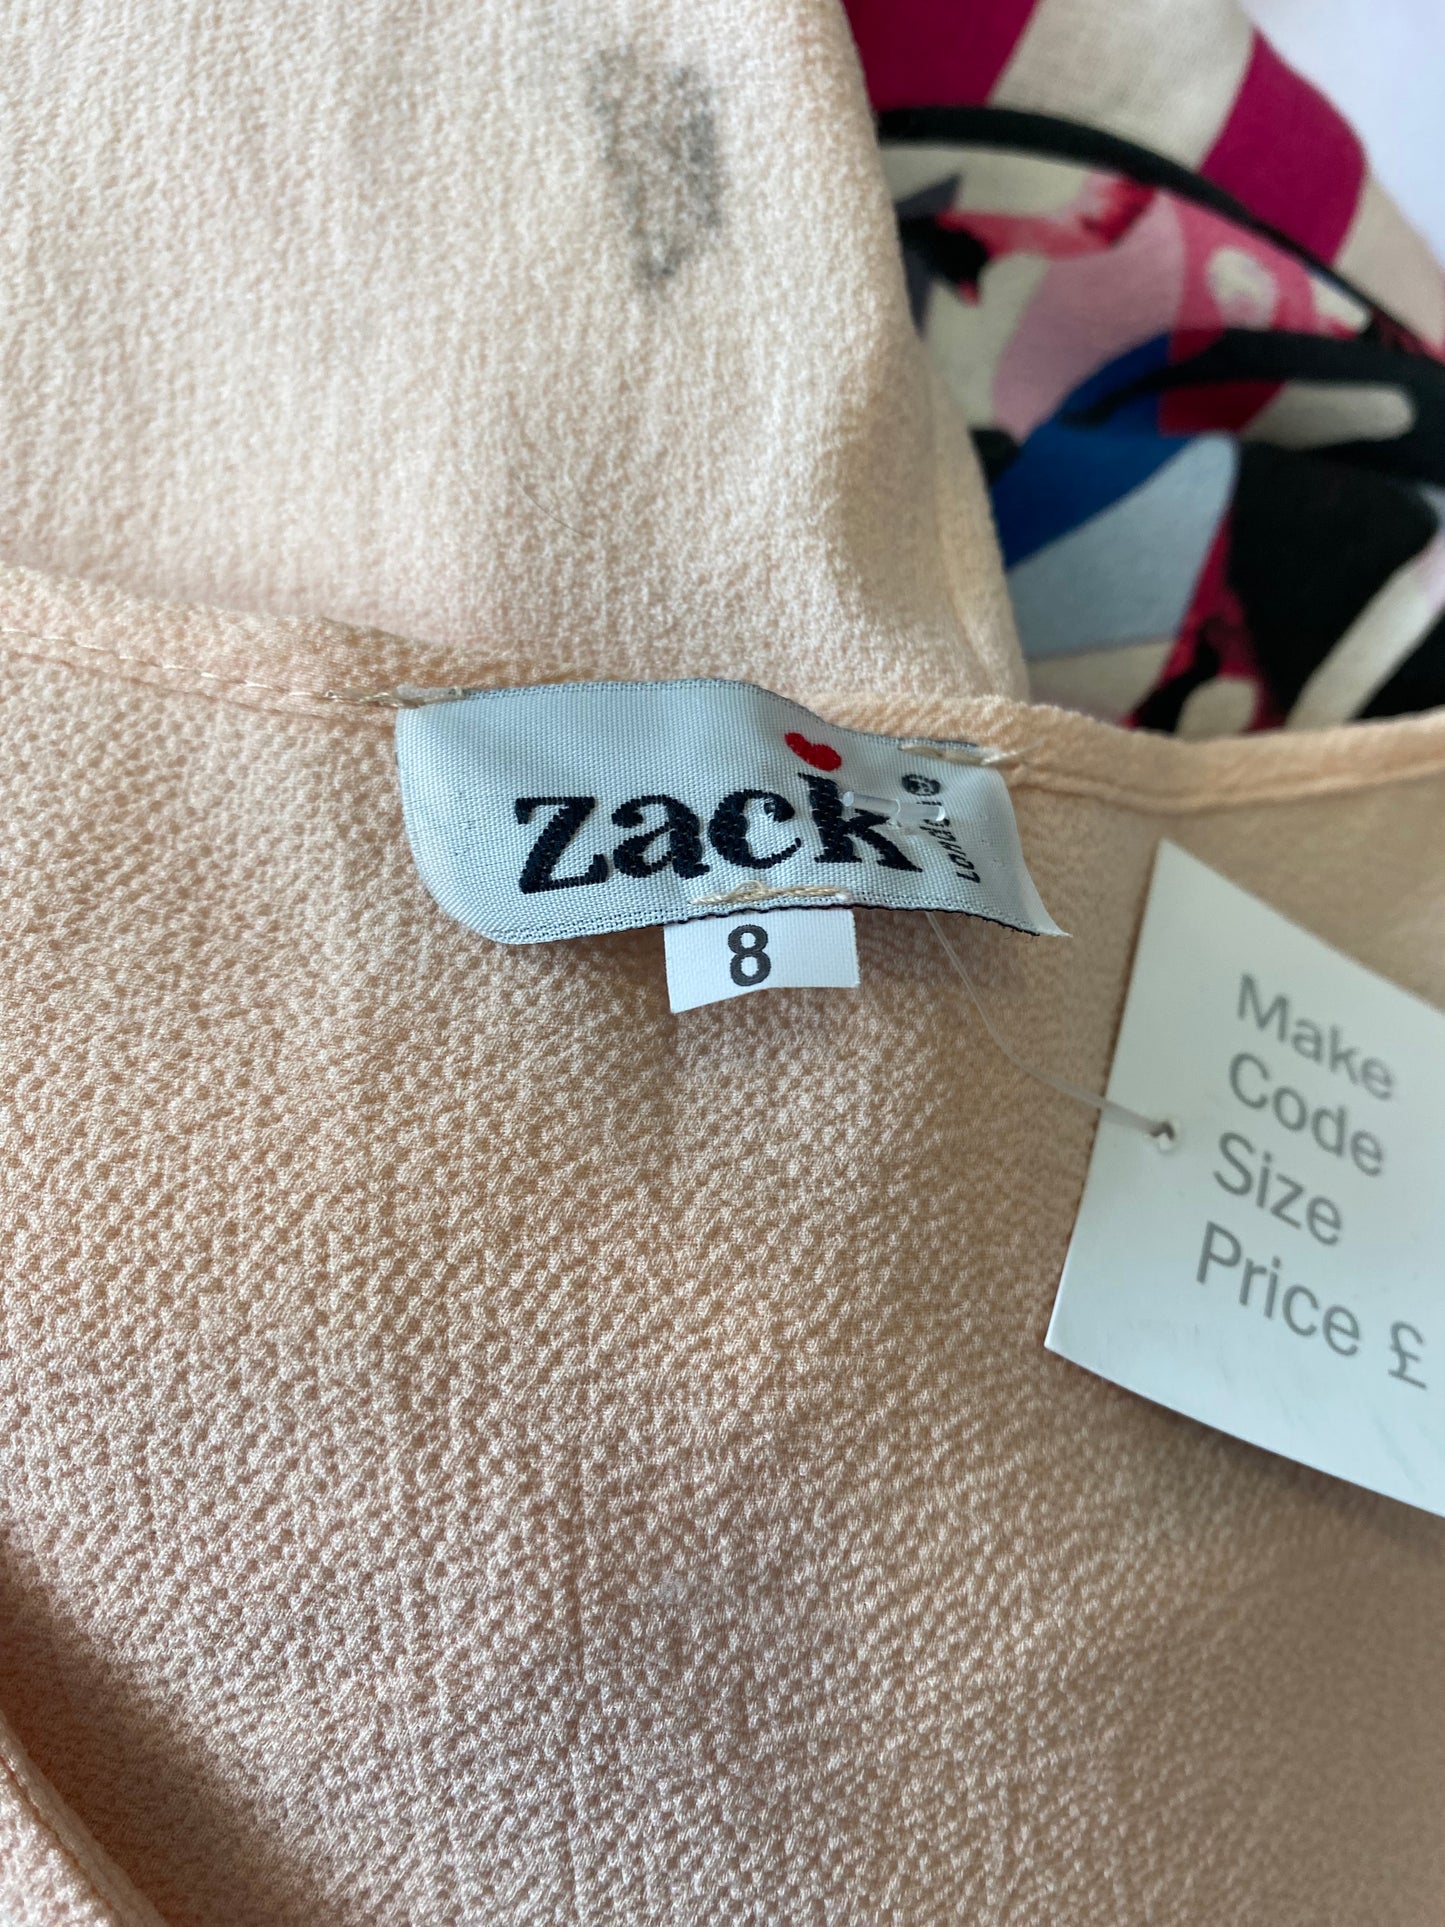 zack
London
8
Make
Code
Size
Price £